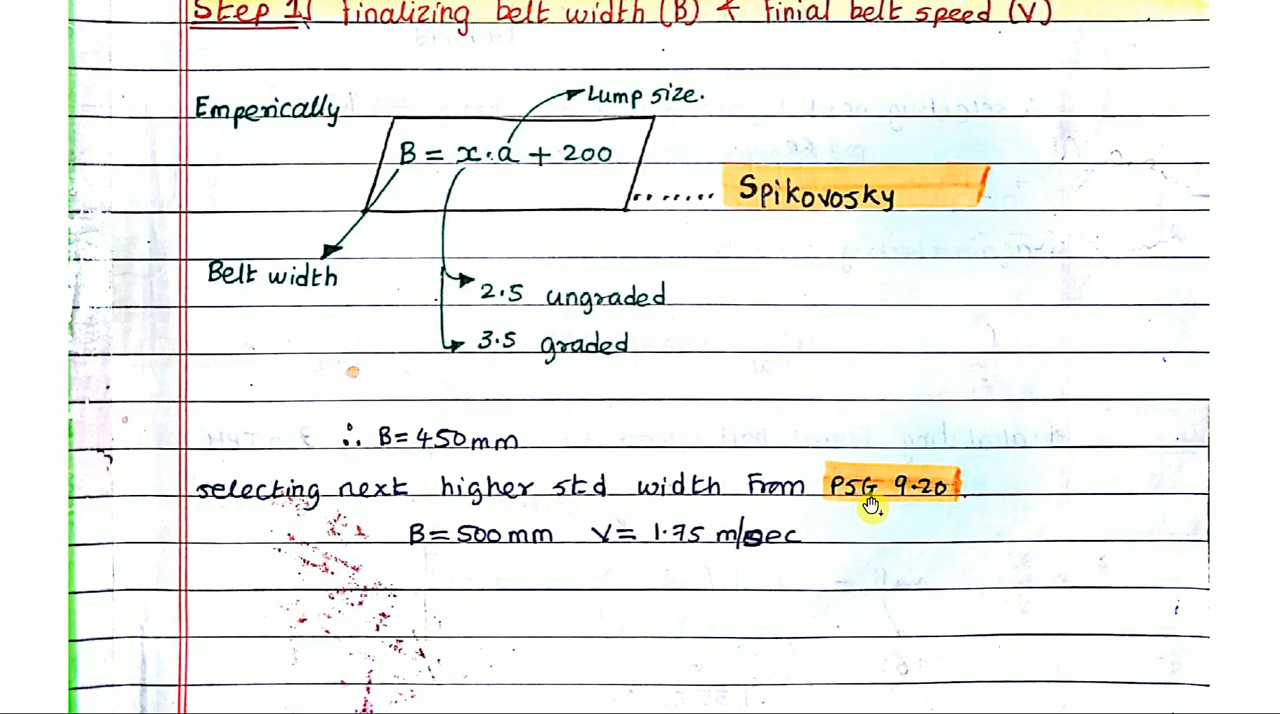 Step 1] Finalizing belt width (B) & Finial belt speed (V)
Emperically
Lump size.
B = x.a + 200
........ Spikovosky
Belt width
2.5 ungraded
3.5 graded
∴ B=450mm
selecting next higher std width From PSG 9.20.
B=500mm V= 1.75 m/sec